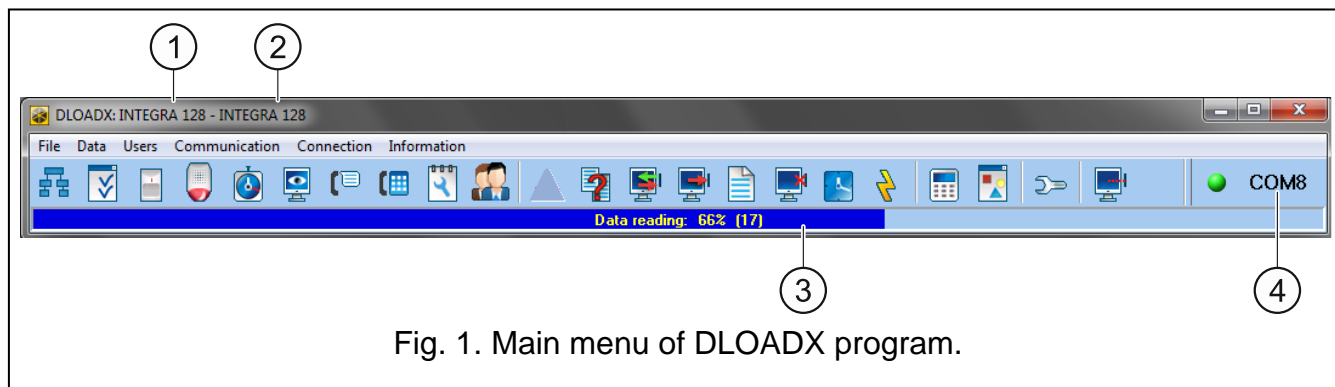 1 2
DLOADX: INTEGRA 128 - INTEGRA 128
File Data Users Communication Connection Information
COM8
Data reading: 66% (17)
3 4
Fig. 1. Main menu of DLOADX program.